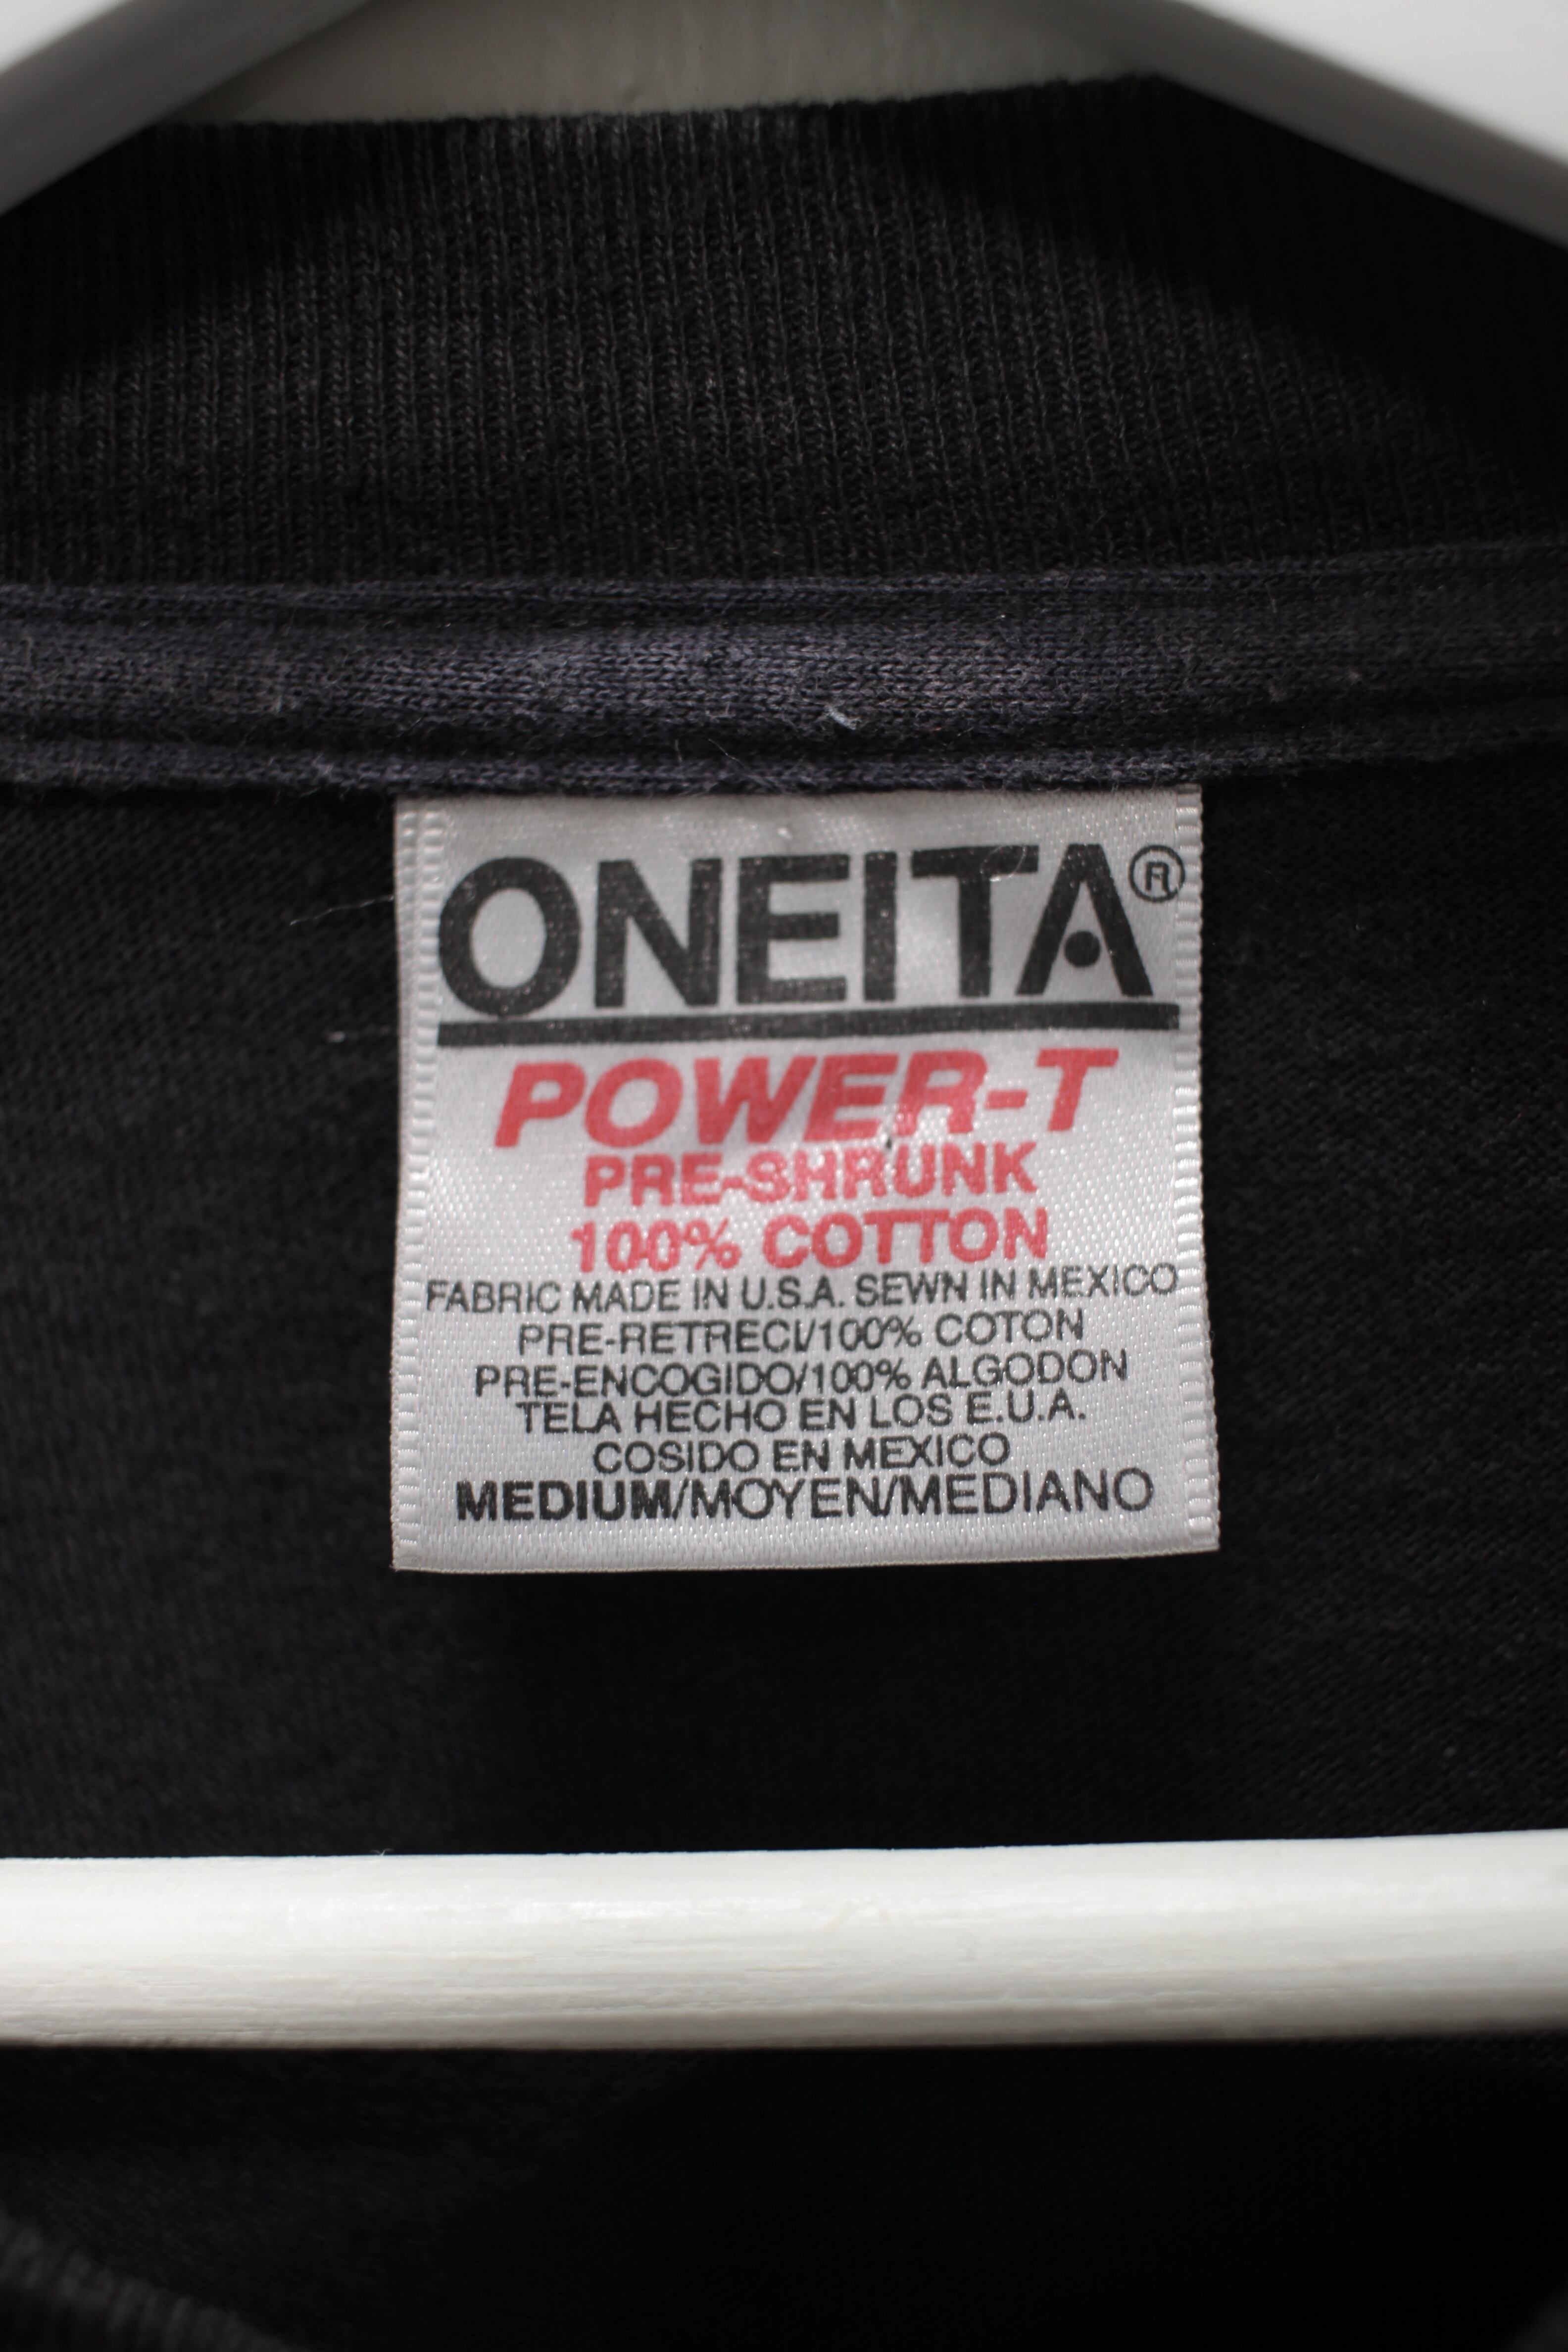 ONEITA®
POWER-T
PRE-SHRUNK
100% COTTON
FABRIC MADE IN U.S.A. SEWN IN MEXICO
PRE-RETRECI/100% COTON
PRE-ENCOGIDO/100% ALGODON
TELA HECHO EN LOS E.U.A.
COSIDO EN MEXICO
MEDIUM/MOYEN/MEDIANO